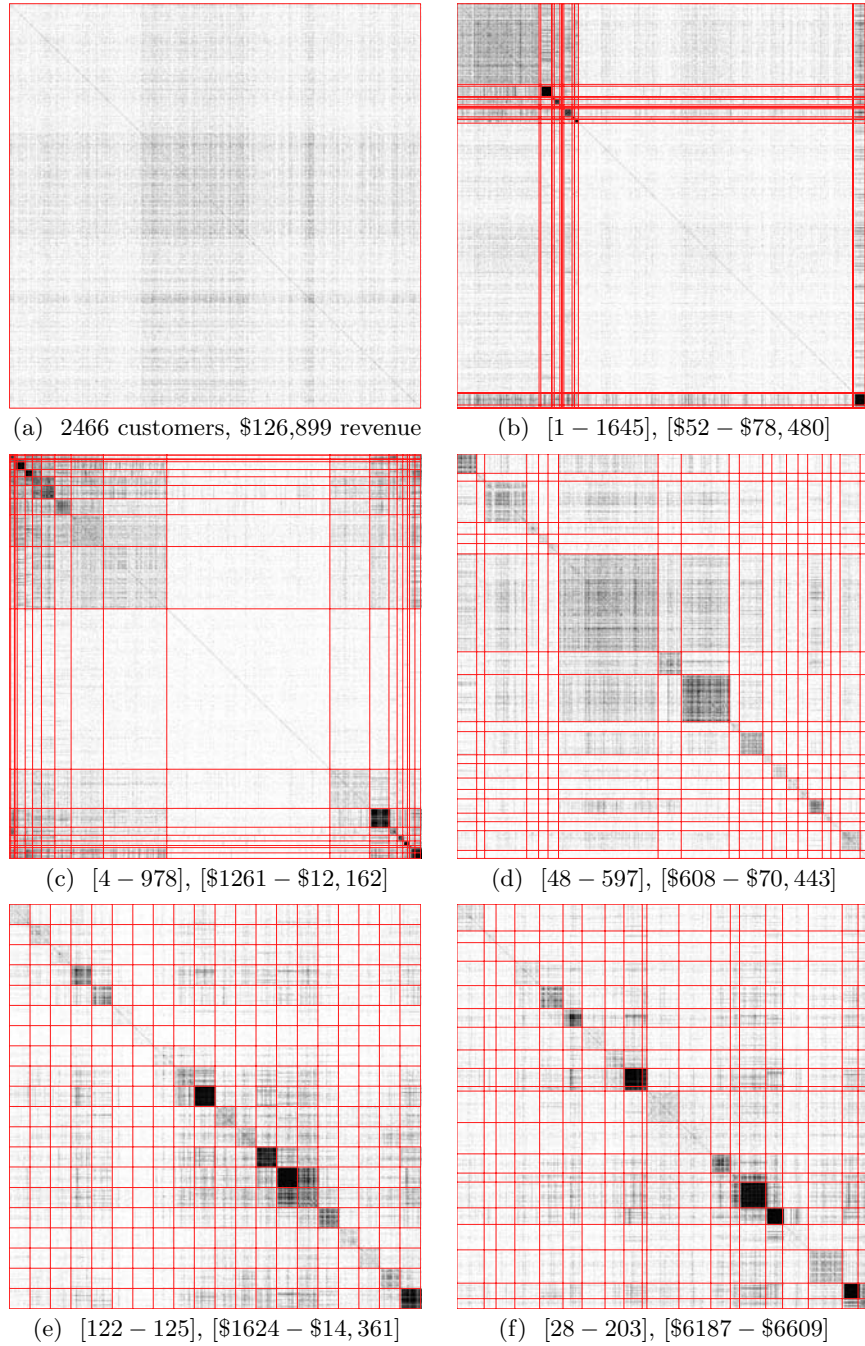 (a) 2466 customers, $126,899 revenue
(b) [1 − 1645], [$52 − $78, 480]
(c) [4 − 978], [$1261 − $12, 162]
(d) [48 − 597], [$608 − $70, 443]
(e) [122 − 125], [$1624 − $14, 361]
(f) [28 − 203], [$6187 − $6609]